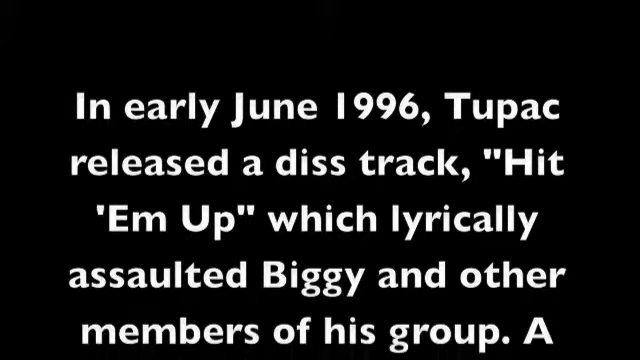 In early June 1996, Tupac
released a diss track, "Hit
'Em Up" which lyrically
assaulted Biggy and other
members of his group. A